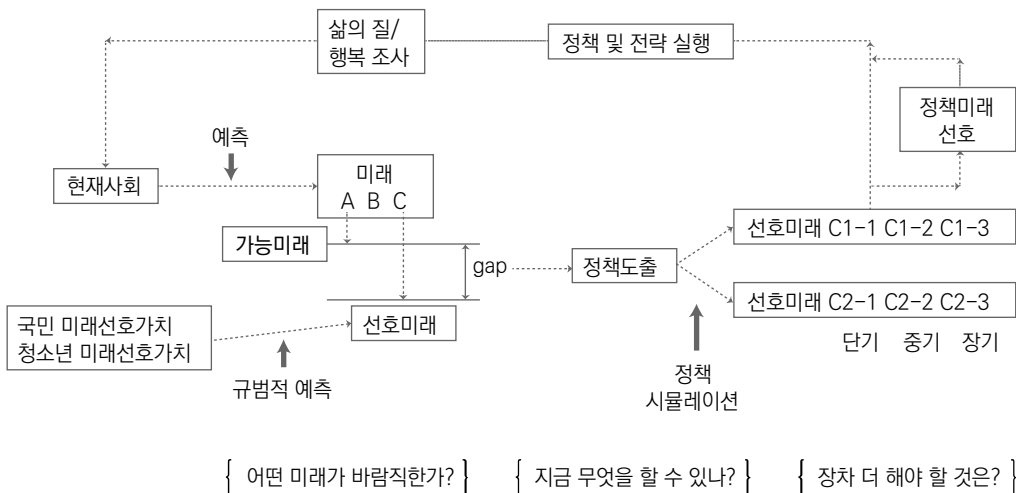 삶의 질/
행복 조사
정책 및 전략 실행
정책미래
선호
예측
현재사회
미래
A B C
가능미래
gap
정책도출
선호미래 C1-1 C1-2 C1-3
선호미래 C2-1 C2-2 C2-3
단기 중기 장기
국민 미래선호가치
청소년 미래선호가치
선호미래
규범적 예측
정책
시뮬레이션
{ 어떤 미래가 바람직한가? } { 지금 무엇을 할 수 있나? } { 장차 더 해야 할 것은? }